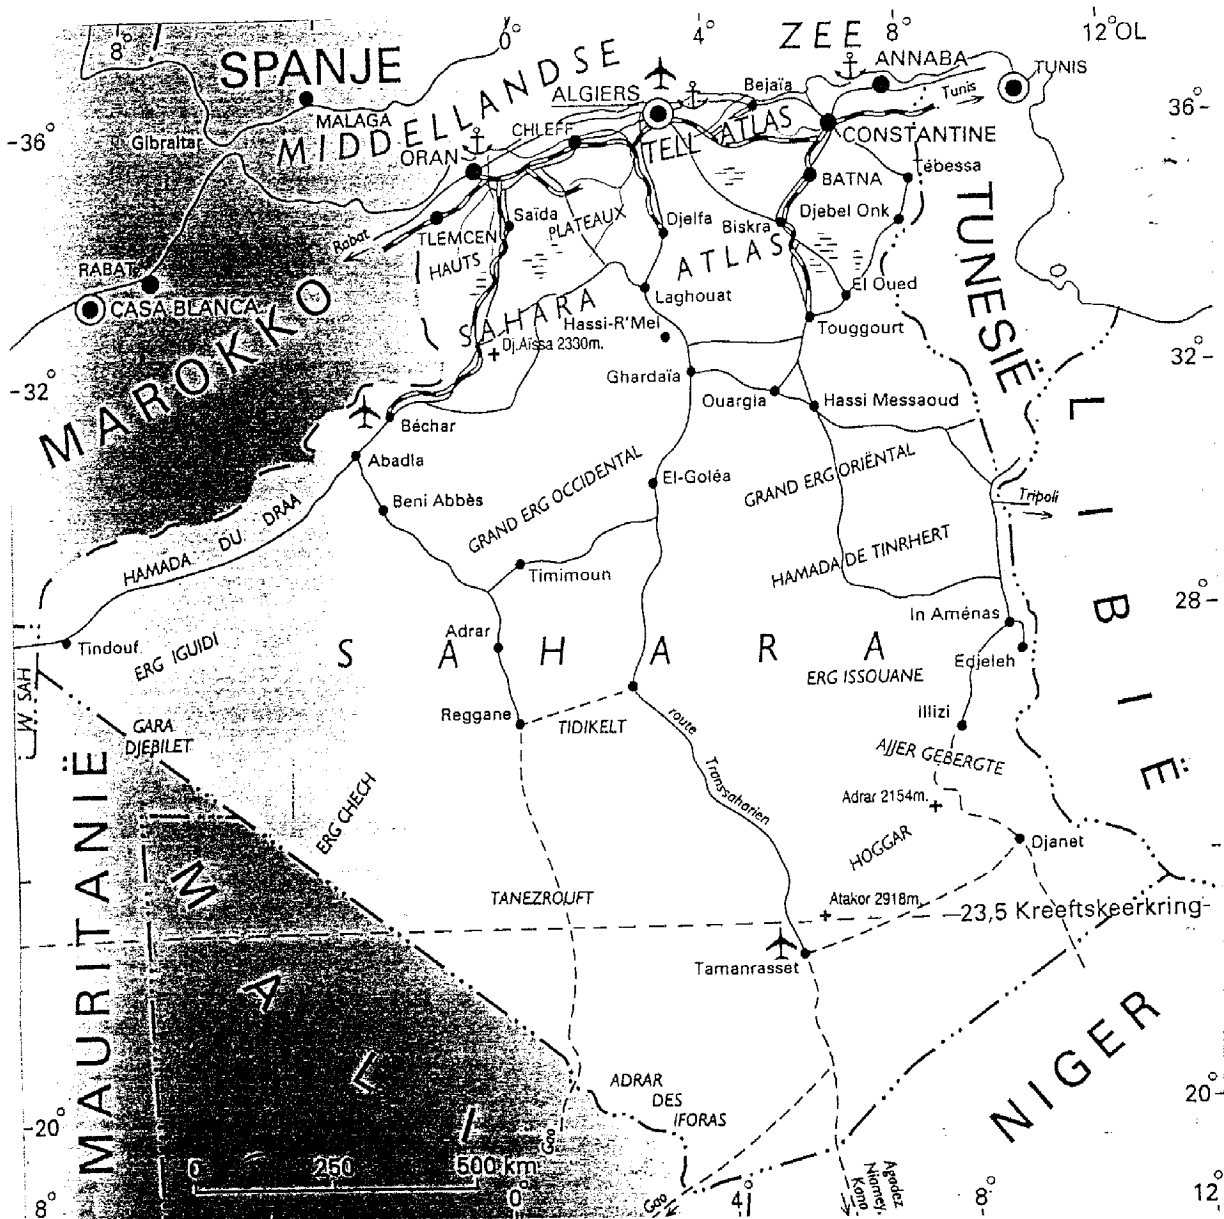 8°
0°
4°
8°
12°OL
SPANJE
MIDDELLANDSE
ZEE
ANNABA
TUNIS
MALAGA
ALGIERS
Bejaïa
Tunis
36°
-36°
Gibraltar
CHLEFF
TELL ATLAS
CONSTANTINE
ORAN
Tébessa
BATNA
Saïda
PLATEAUX
Djelfa
Biskra
Djebel Onk
TUNESIË
Rabat
TLEMCEN
HAUTS
RABAT
CASA BLANCA
ATLAS
Laghouat
El Oued
MAROKKO
SAHARA
Hassi-R'Mel
Touggourt
Dj.Aïssa 2330m.
32°
-32°
Ghardaïa
Ouargla
Hassi Messaoud
LIBIË
Béchar
Abadla
GRAND ERG OCCIDENTAL
El-Goléa
GRAND ERG ORIËNTAL
Beni Abbès
Tripoli
HAMADA DU DRAA
Timimoun
HAMADA DE TINRHERT
In Aménas
28°
Tindouf
ERG IGUIDI
Adrar
SAHARA
Edjeleh
ERG ISSOUANE
W. SAH
GARA
DJEBILET
Reggane
TIDIKELT
route
Transsaharien
Illizi
AJJER GEBERGTE
MAURITANIË
ERG CHECH
Adrar 2154m.
HOGGAR
Djanet
MALI
TANEZROUFT
Atakor 2918m.
23,5 Kreeftskeerkring
Tamanrasset
NIGER
ADRAR
DES
IFORAS
20°
-20°
Gao
0 250 500 km
Gao
Agadez
Niamey,
Kano
8°
0°
4°
8°
12°